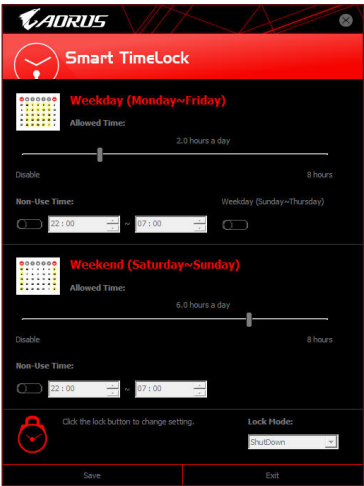 AORUS
Smart TimeLock
Weekday (Monday~Friday)
Allowed Time:
2.0 hours a day
Disable
8 hours
Non-Use Time:
Weekday (Sunday~Thursday)
22 : 00 ~ 07 : 00
Weekend (Saturday~Sunday)
Allowed Time:
6.0 hours a day
Disable
8 hours
Non-Use Time:
22 : 00 ~ 07 : 00
Click the lock button to change setting.
Lock Mode:
ShutDown
Save
Exit